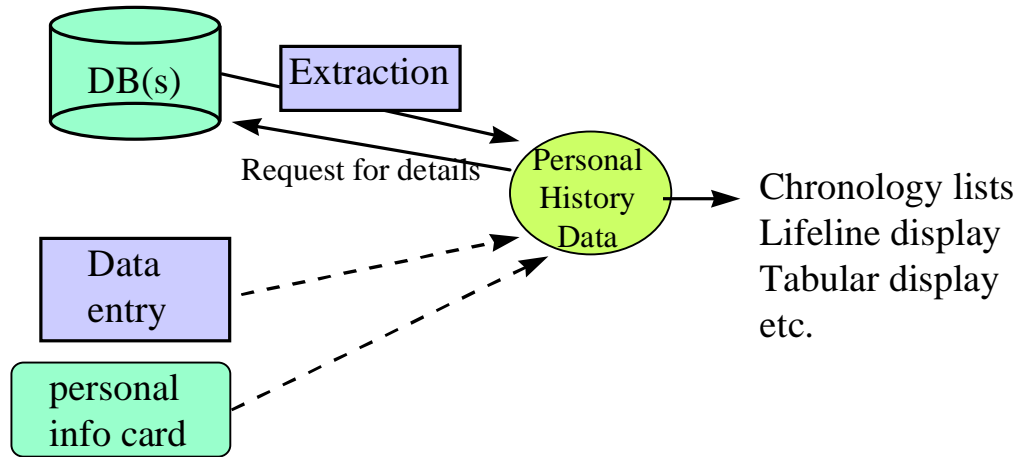 DB(s)
Extraction
Request for details
Personal
History
Data
Chronology lists
Lifeline display
Tabular display
etc.
Data
entry
personal
info card